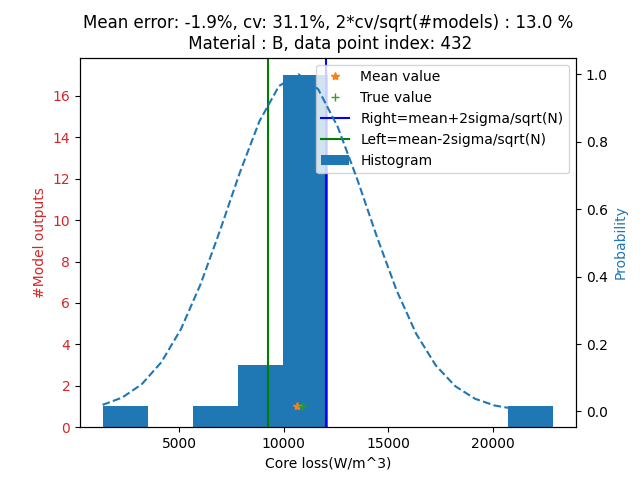 Mean error: -1.9%, cv: 31.1%, 2*cv/sqrt(#models) : 13.0 %
Material : B, data point index: 432
Mean value
True value
Right=mean+2sigma/sqrt(N)
Left=mean-2sigma/sqrt(N)
Histogram
#Model outputs
16
14
12
10
8
6
4
2
0
1.0
0.8
0.6
0.4
0.2
0.0
Probability
5000 10000 15000 20000
Core loss(W/m^3)